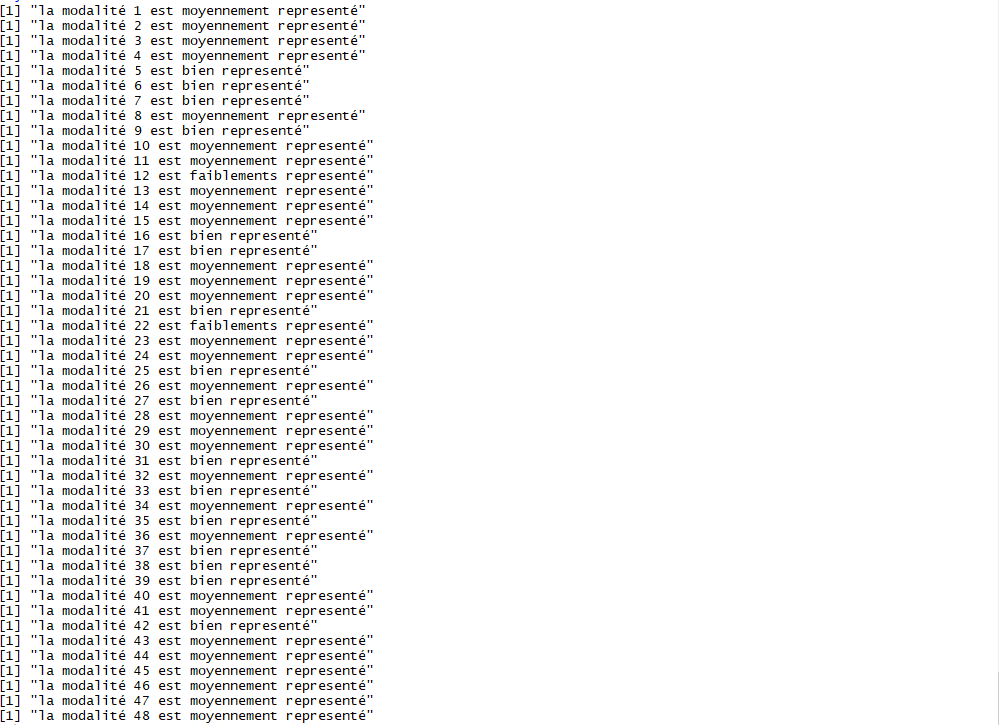 [1] "la modalité 1 est moyennement representé"
[1] "la modalité 2 est moyennement representé"
[1] "la modalité 3 est moyennement representé"
[1] "la modalité 4 est moyennement representé"
[1] "la modalité 5 est bien representé"
[1] "la modalité 6 est bien representé"
[1] "la modalité 7 est bien representé"
[1] "la modalité 8 est moyennement representé"
[1] "la modalité 9 est bien representé"
[1] "la modalité 10 est moyennement representé"
[1] "la modalité 11 est moyennement representé"
[1] "la modalité 12 est faiblements representé"
[1] "la modalité 13 est moyennement representé"
[1] "la modalité 14 est moyennement representé"
[1] "la modalité 15 est moyennement representé"
[1] "la modalité 16 est bien representé"
[1] "la modalité 17 est bien representé"
[1] "la modalité 18 est moyennement representé"
[1] "la modalité 19 est moyennement representé"
[1] "la modalité 20 est moyennement representé"
[1] "la modalité 21 est bien representé"
[1] "la modalité 22 est faiblements representé"
[1] "la modalité 23 est moyennement representé"
[1] "la modalité 24 est moyennement representé"
[1] "la modalité 25 est bien representé"
[1] "la modalité 26 est moyennement representé"
[1] "la modalité 27 est bien representé"
[1] "la modalité 28 est moyennement representé"
[1] "la modalité 29 est moyennement representé"
[1] "la modalité 30 est moyennement representé"
[1] "la modalité 31 est bien representé"
[1] "la modalité 32 est moyennement representé"
[1] "la modalité 33 est bien representé"
[1] "la modalité 34 est moyennement representé"
[1] "la modalité 35 est bien representé"
[1] "la modalité 36 est moyennement representé"
[1] "la modalité 37 est bien representé"
[1] "la modalité 38 est bien representé"
[1] "la modalité 39 est bien representé"
[1] "la modalité 40 est moyennement representé"
[1] "la modalité 41 est moyennement representé"
[1] "la modalité 42 est bien representé"
[1] "la modalité 43 est moyennement representé"
[1] "la modalité 44 est moyennement representé"
[1] "la modalité 45 est moyennement representé"
[1] "la modalité 46 est moyennement representé"
[1] "la modalité 47 est moyennement representé"
[1] "la modalité 48 est moyennement representé"